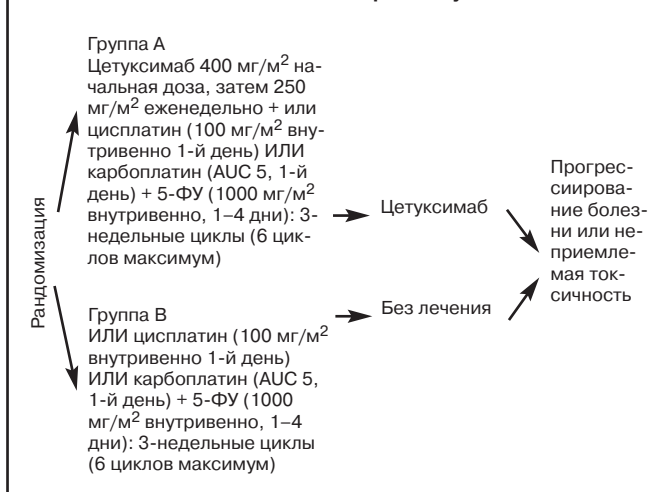 Рандомизация
Группа А
Цетуксимаб 400 мг/м2 на-
чальная доза, затем 250
мг/м2 еженедельно + или
цисплатин (100 мг/м2 вну-
тривенно 1-й день) ИЛИ
карбоплатин (AUC 5, 1-й
день) + 5-ФУ (1000 мг/м2
внутривенно, 1–4 дни): 3-
недельные циклы (6 цик-
лов максимум)
Цетуксимаб
Группа В
ИЛИ цисплатин (100 мг/м2
внутривенно 1-й день)
ИЛИ карбоплатин (AUC 5,
1-й день) + 5-ФУ (1000
мг/м2 внутривенно, 1–4
дни): 3-недельные циклы
(6 циклов максимум)
Без лечения
Прогрес-
сиирова-
ние болез-
ни или не-
приемле-
мая ток-
сичность